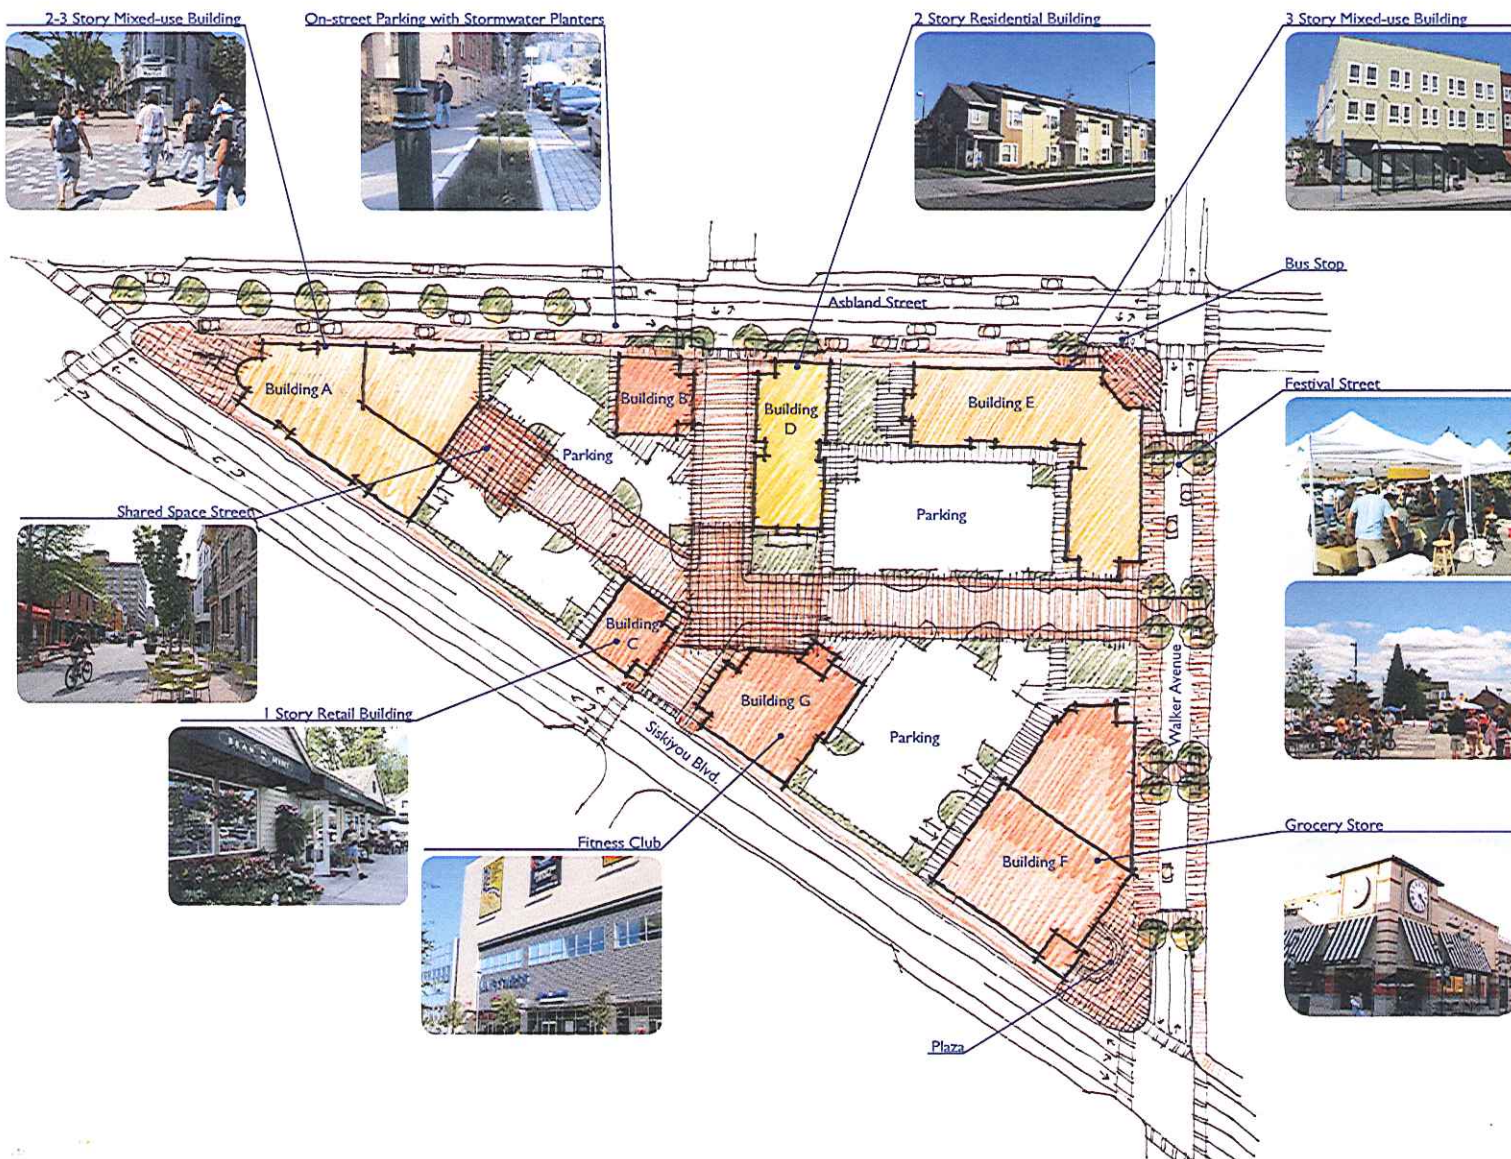 2-3 Story Mixed-use Building
On-street Parking with Stormwater Planters
2 Story Residential Building
3 Story Mixed-use Building
Bus Stop
Ashland Street
Festival Street
Building A
Building B
Building
D
Building E
Parking
Parking
Shared Space Street
Building
C
1 Story Retail Building
Building G
Siskiyou Blvd.
Parking
Walker Avenue
Fitness Club
Building F
Grocery Store
Plaza